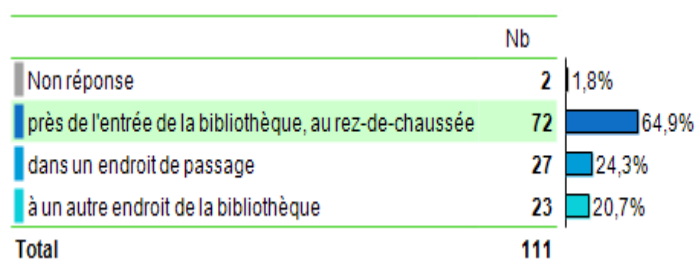 Nb
Non réponse 2 1,8%
près de l'entrée de la bibliothèque, au rez-de-chaussée 72 64,9%
dans un endroit de passage 27 24,3%
à un autre endroit de la bibliothèque 23 20,7%
Total 111